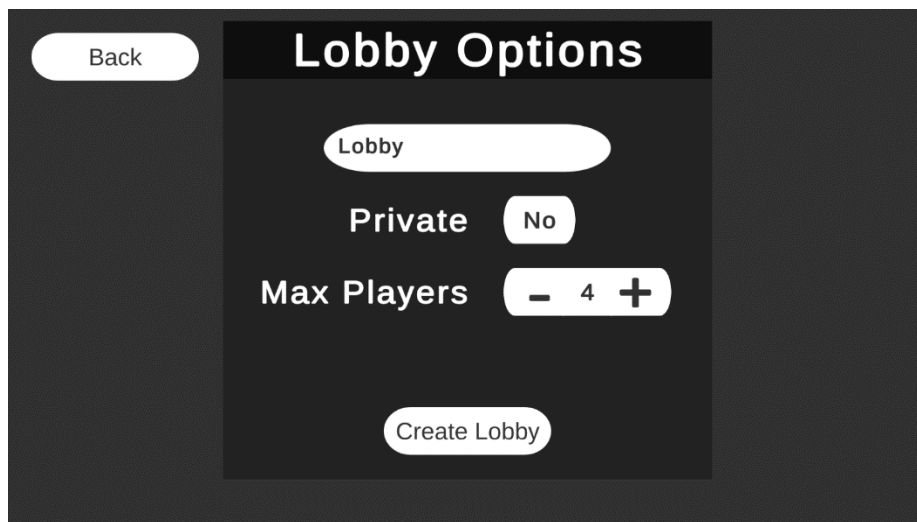 Back
Lobby Options
Lobby
Private No
Max Players - 4 +
Create Lobby